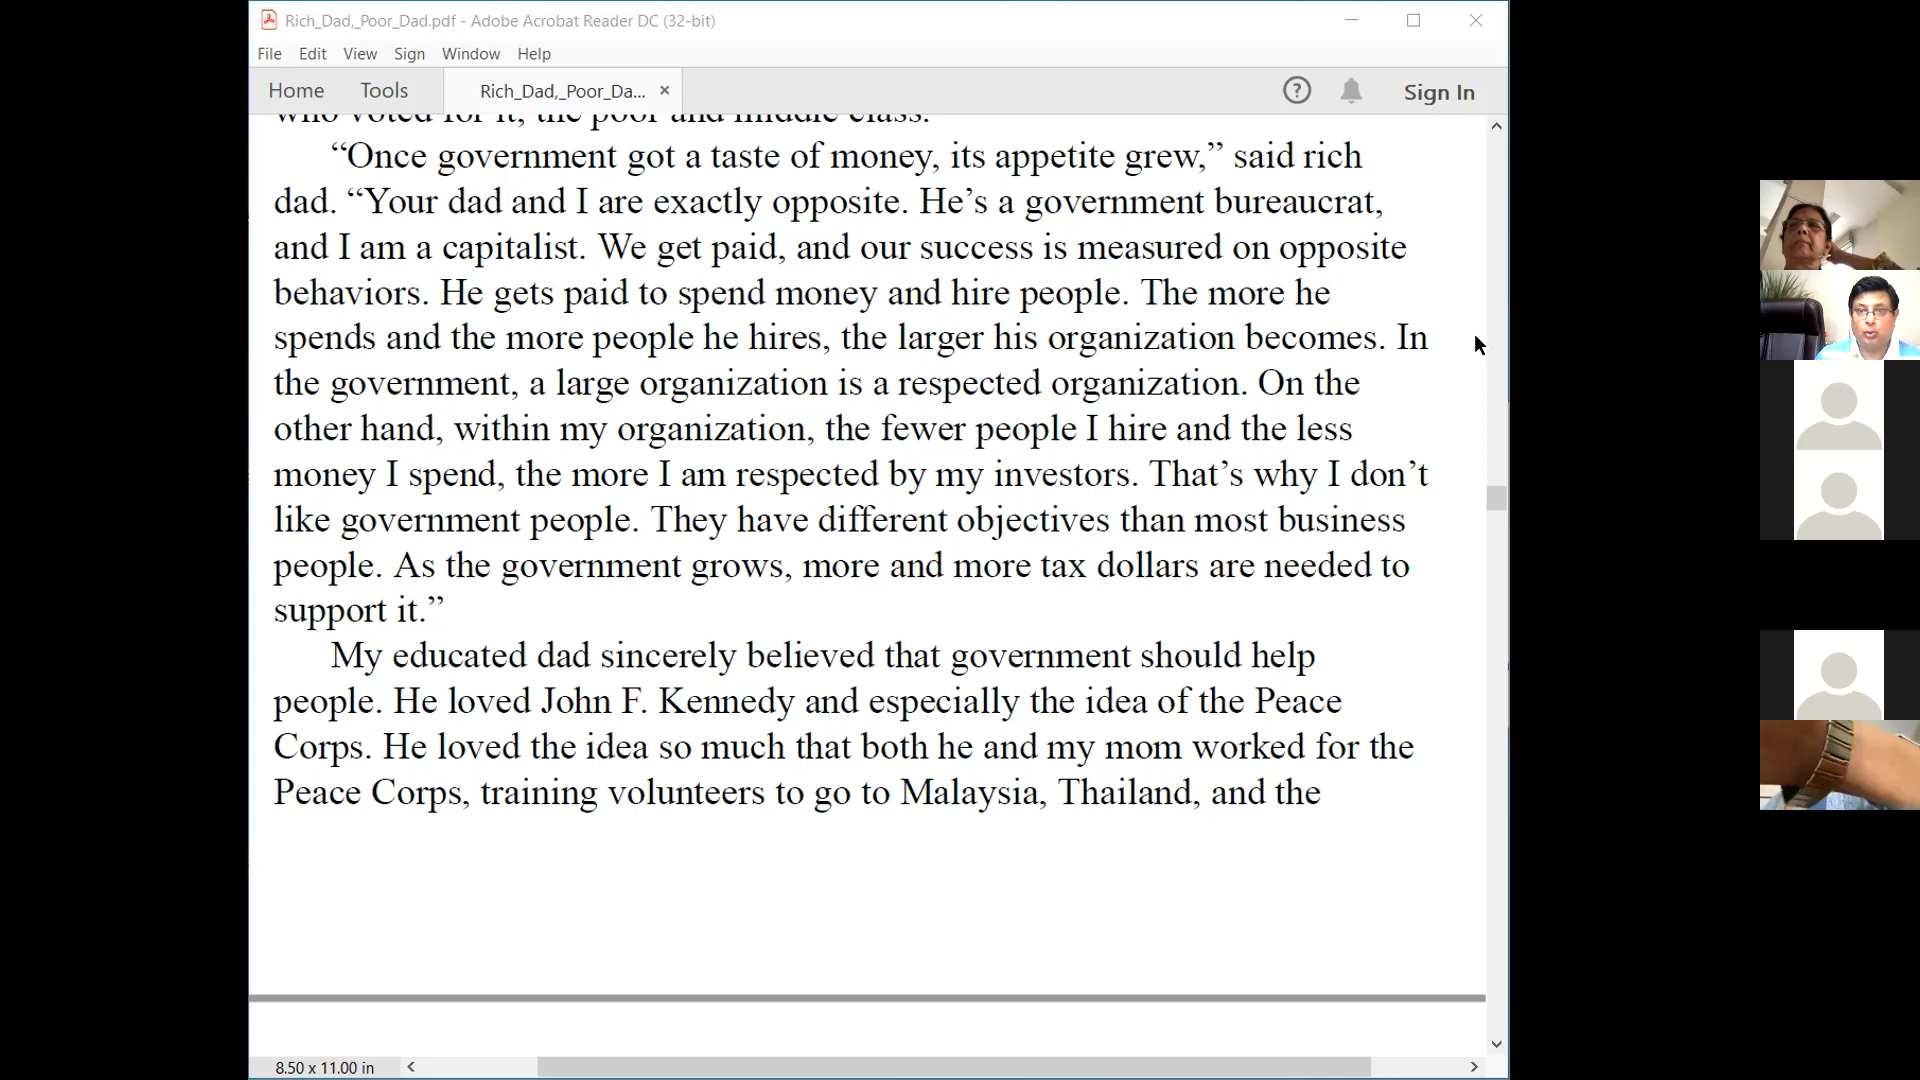 Rich_Dad,_Poor_Dad.pdf - Adobe Acrobat Reader DC (32-bit)
File Edit View Sign Window Help
Home Tools Rich_Dad,_Poor_Da... × ? Sign In
who voted for it, the poor and middle class.
“Once government got a taste of money, its appetite grew,” said rich
dad. “Your dad and I are exactly opposite. He’s a government bureaucrat,
and I am a capitalist. We get paid, and our success is measured on opposite
behaviors. He gets paid to spend money and hire people. The more he
spends and the more people he hires, the larger his organization becomes. In
the government, a large organization is a respected organization. On the
other hand, within my organization, the fewer people I hire and the less
money I spend, the more I am respected by my investors. That’s why I don’t
like government people. They have different objectives than most business
people. As the government grows, more and more tax dollars are needed to
support it.”
My educated dad sincerely believed that government should help
people. He loved John F. Kennedy and especially the idea of the Peace
Corps. He loved the idea so much that both he and my mom worked for the
Peace Corps, training volunteers to go to Malaysia, Thailand, and the
8.50 x 11.00 in